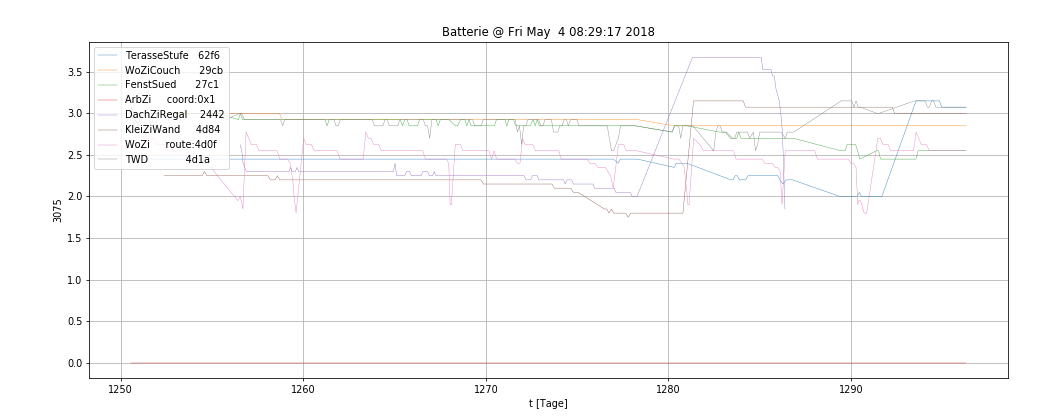 Batterie @ Fri May  4 08:29:17 2018
TerasseStufe 62f6
WoZiCouch 29cb
FenstSued 27c1
ArbZi coord:0x1
DachZiRegal 2442
KleiZiWand 4d84
WoZi route:4d0f
TWD 4d1a
3.5
3.0
2.5
2.0
1.5
1.0
0.5
0.0
3075
1250 1260 1270 1280 1290
t [Tage]